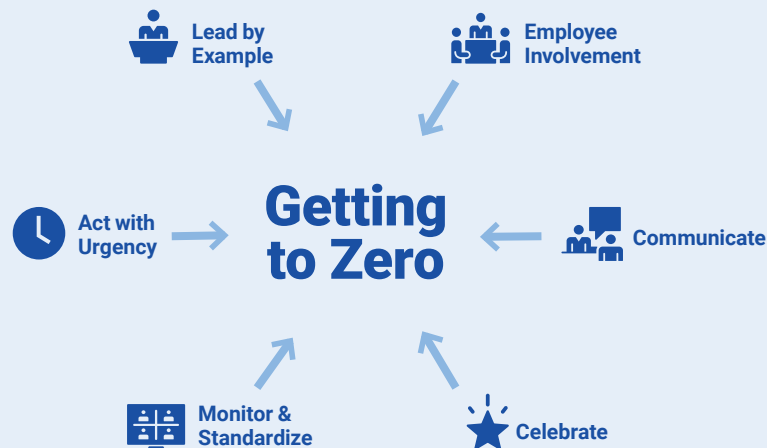 Lead by
Example
Employee
Involvement
Act with
Urgency
Getting
to Zero
Communicate
Monitor &
Standardize
Celebrate